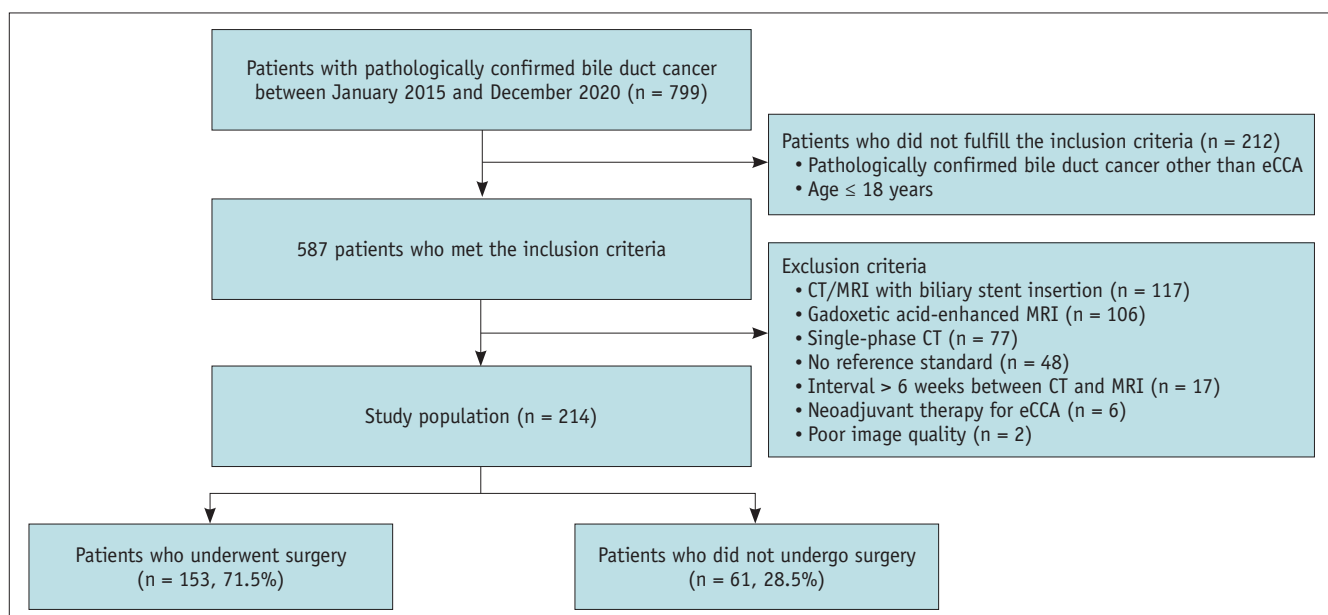 Patients with pathologically confirmed bile duct cancer
between January 2015 and December 2020 (n = 799)
Patients who did not fulfill the inclusion criteria (n = 212)
• Pathologically confirmed bile duct cancer other than eCCA
• Age ≤ 18 years
587 patients who met the inclusion criteria
Exclusion criteria
• CT/MRI with biliary stent insertion (n = 117)
• Gadoxetic acid-enhanced MRI (n = 106)
• Single-phase CT (n = 77)
• No reference standard (n = 48)
• Interval > 6 weeks between CT and MRI (n = 17)
• Neoadjuvant therapy for eCCA (n = 6)
• Poor image quality (n = 2)
Study population (n = 214)
Patients who underwent surgery
(n = 153, 71.5%)
Patients who did not undergo surgery
(n = 61, 28.5%)